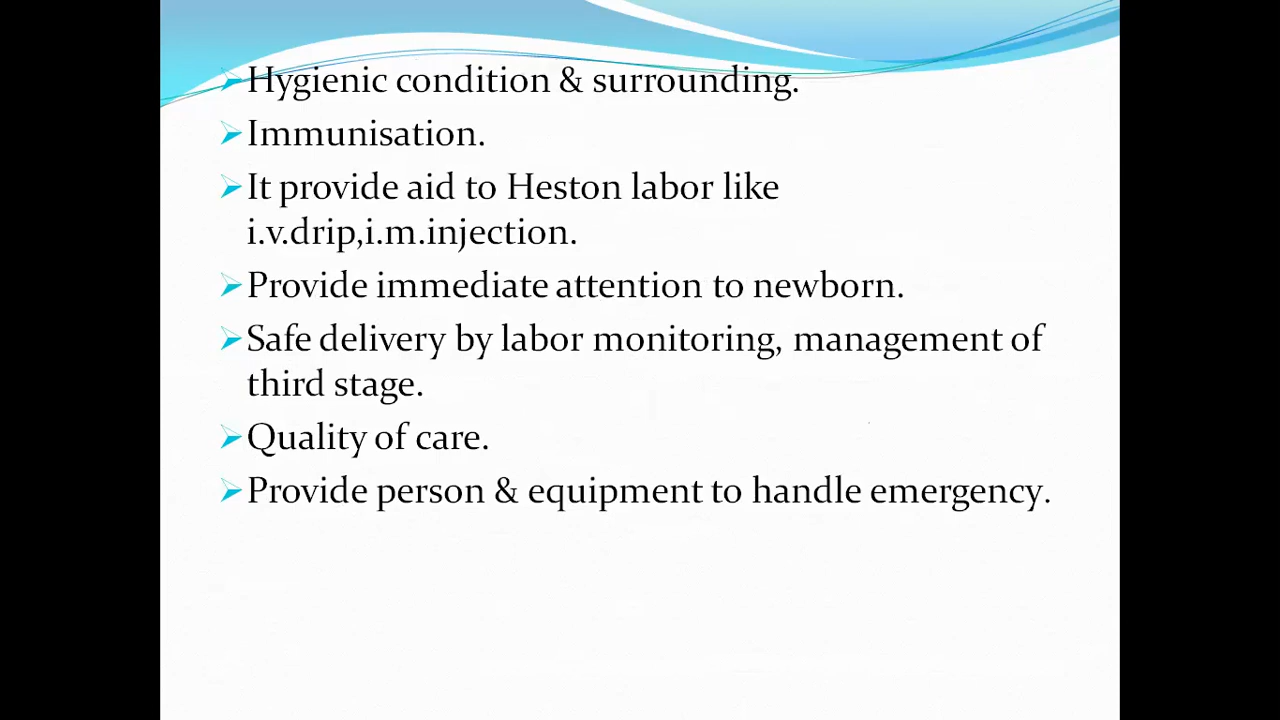 Hygienic condition & surrounding.
Immunisation.
It provide aid to Heston labor like
i.v.drip,i.m.injection.
Provide immediate attention to newborn.
Safe delivery by labor monitoring, management of
third stage.
Quality of care.
Provide person & equipment to handle emergency.